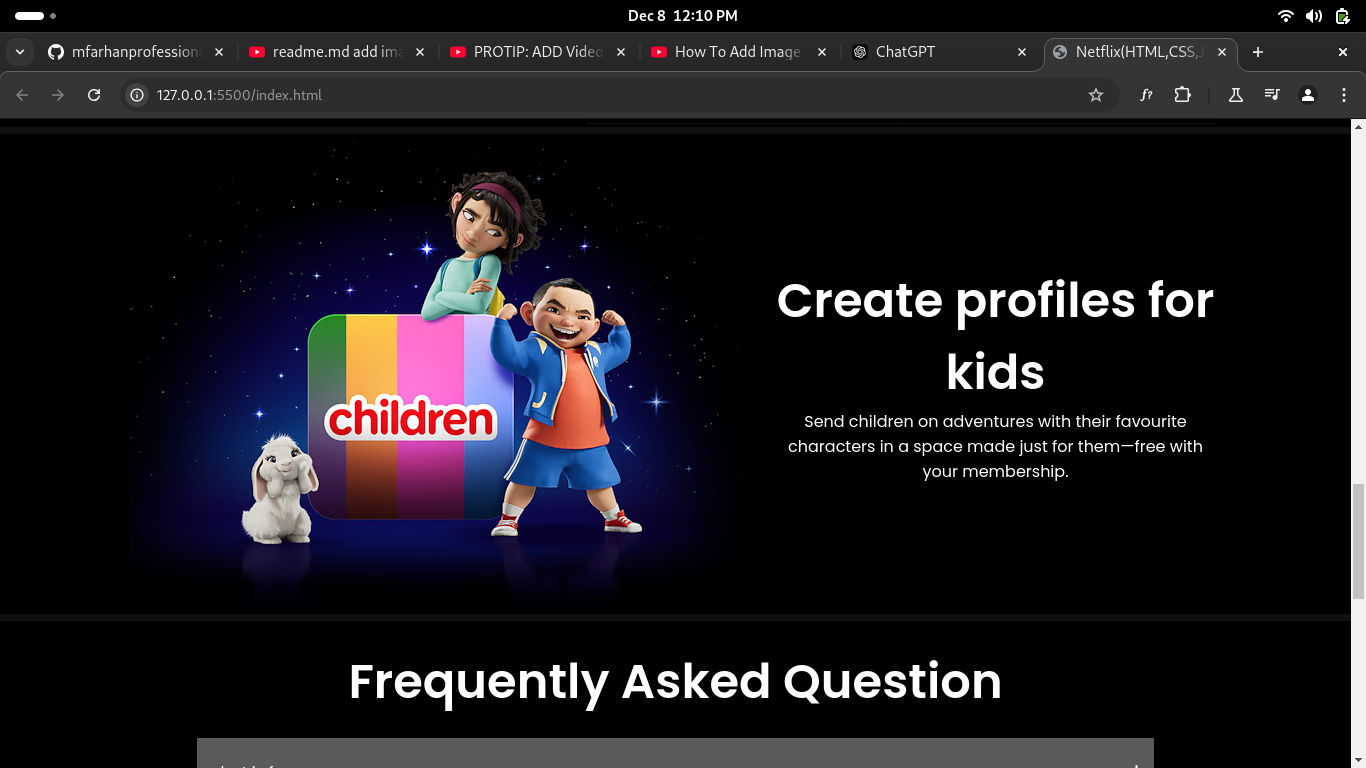 Dec 8 12:10 PM
mfarhanprofessiona
readme.md add ima
PROTIP: ADD Video
How To Add Image
ChatGPT
Netflix(HTML,CSS,J
127.0.0.1:5500/index.html
f?
children
Create profiles for
kids
Send children on adventures with their favourite
characters in a space made just for them—free with
your membership.
Frequently Asked Question